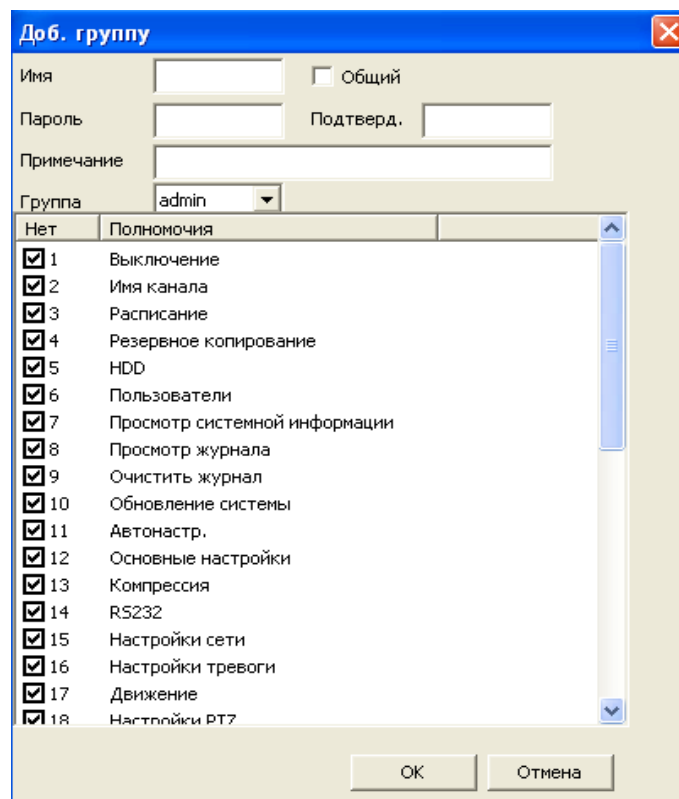 Доб. группу
Имя Общий
Пароль Подтверд.
Примечание
Группа admin
Нет Полномочия
1 Выключение
2 Имя канала
3 Расписание
4 Резервное копирование
5 HDD
6 Пользователи
7 Просмотр системной информации
8 Просмотр журнала
9 Очистить журнал
10 Обновление системы
11 Автонастр.
12 Основные настройки
13 Компрессия
14 RS232
15 Настройки сети
16 Настройки тревоги
17 Движение
18 Настройки PTZ
OK Отмена